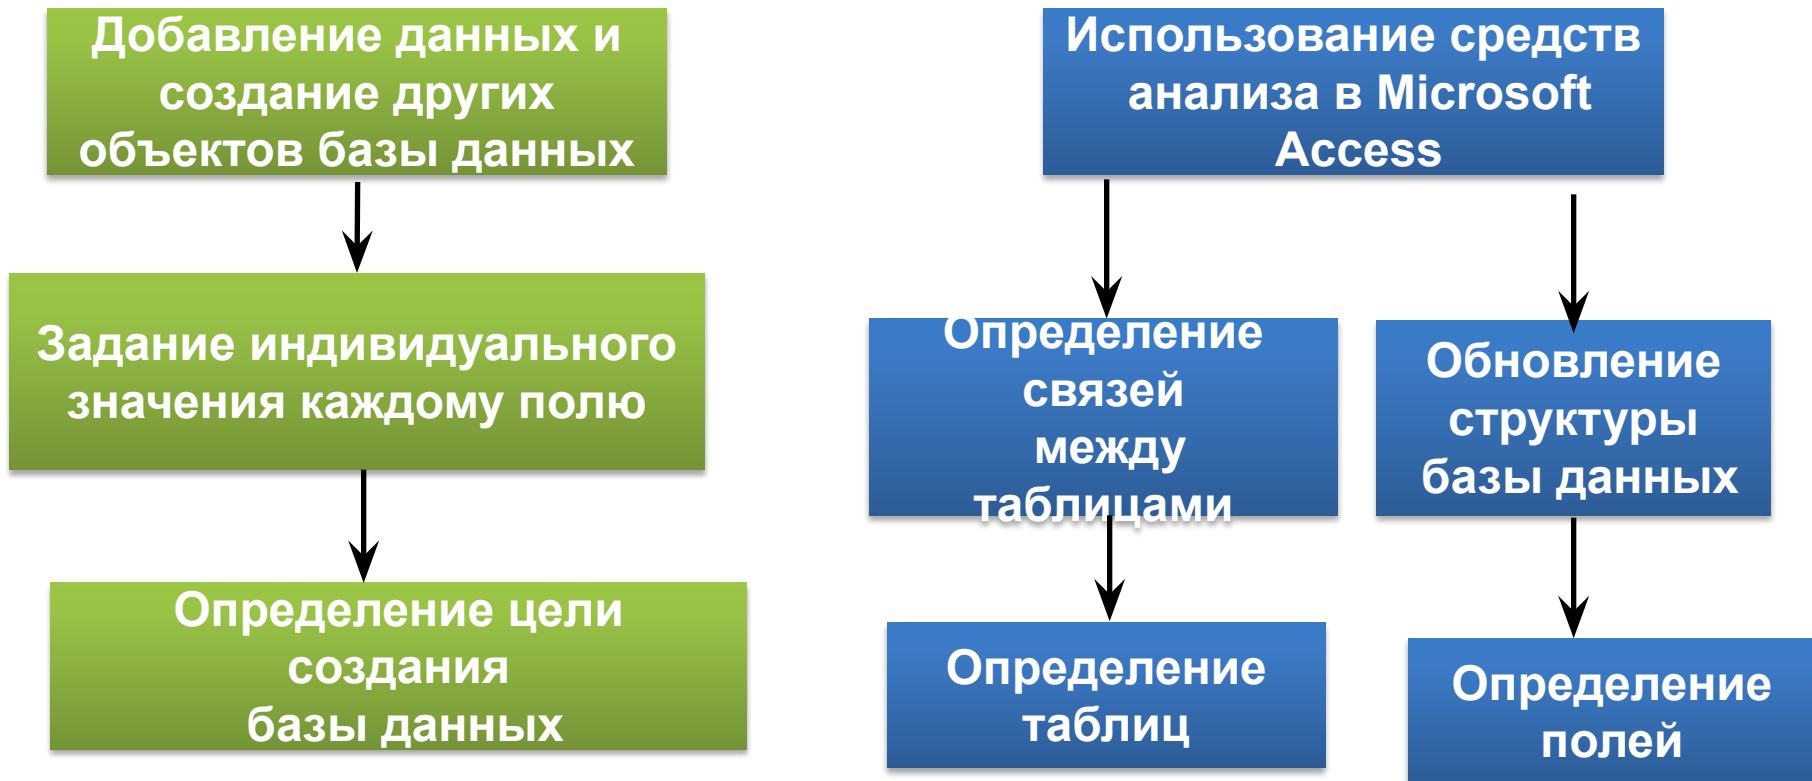 Добавление данных и
создание других
объектов базы данных
Задание индивидуального
значения каждому полю
Определение цели
создания
базы данных
Использование средств
анализа в Microsoft
Access
Определение
связей
между
таблицами
Определение
таблиц
Обновление
структуры
базы данных
Определение
полей